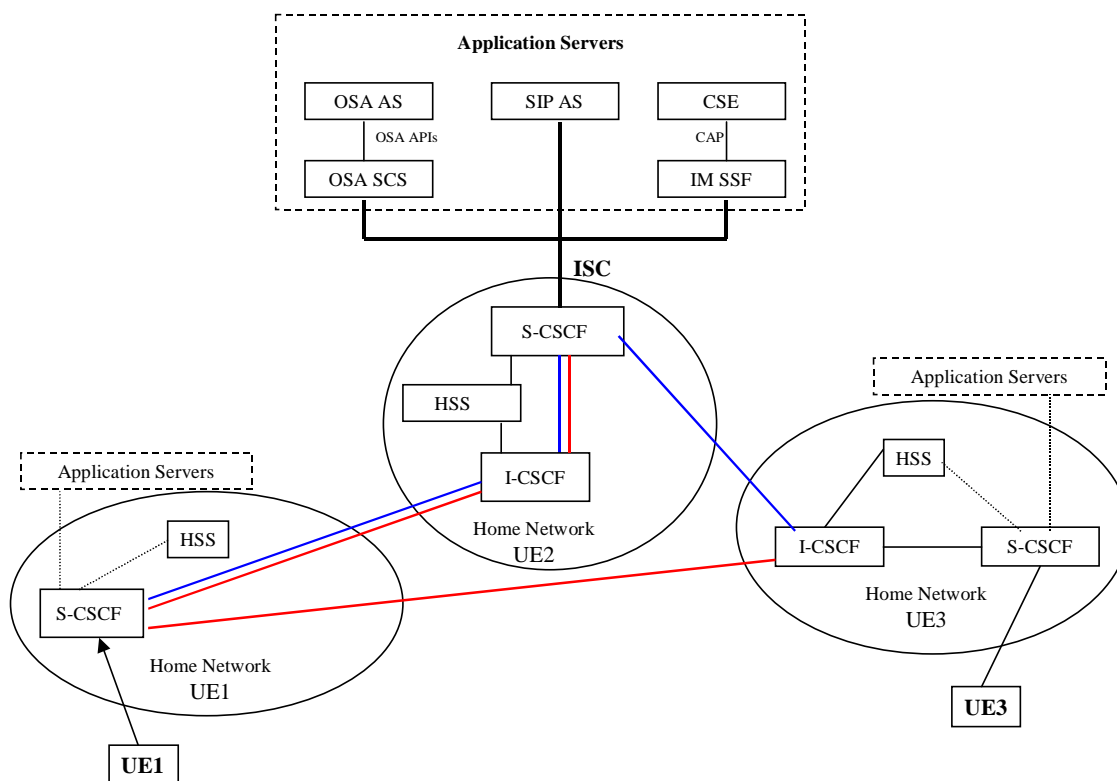 Application Servers
OSA AS
SIP AS
CSE
OSA APIs
CAP
OSA SCS
IM SSF
ISC
S-CSCF
HSS
I-CSCF
Home Network
UE2
Application Servers
HSS
I-CSCF
S-CSCF
Home Network
UE3
UE3
Application Servers
HSS
S-CSCF
Home Network
UE1
UE1